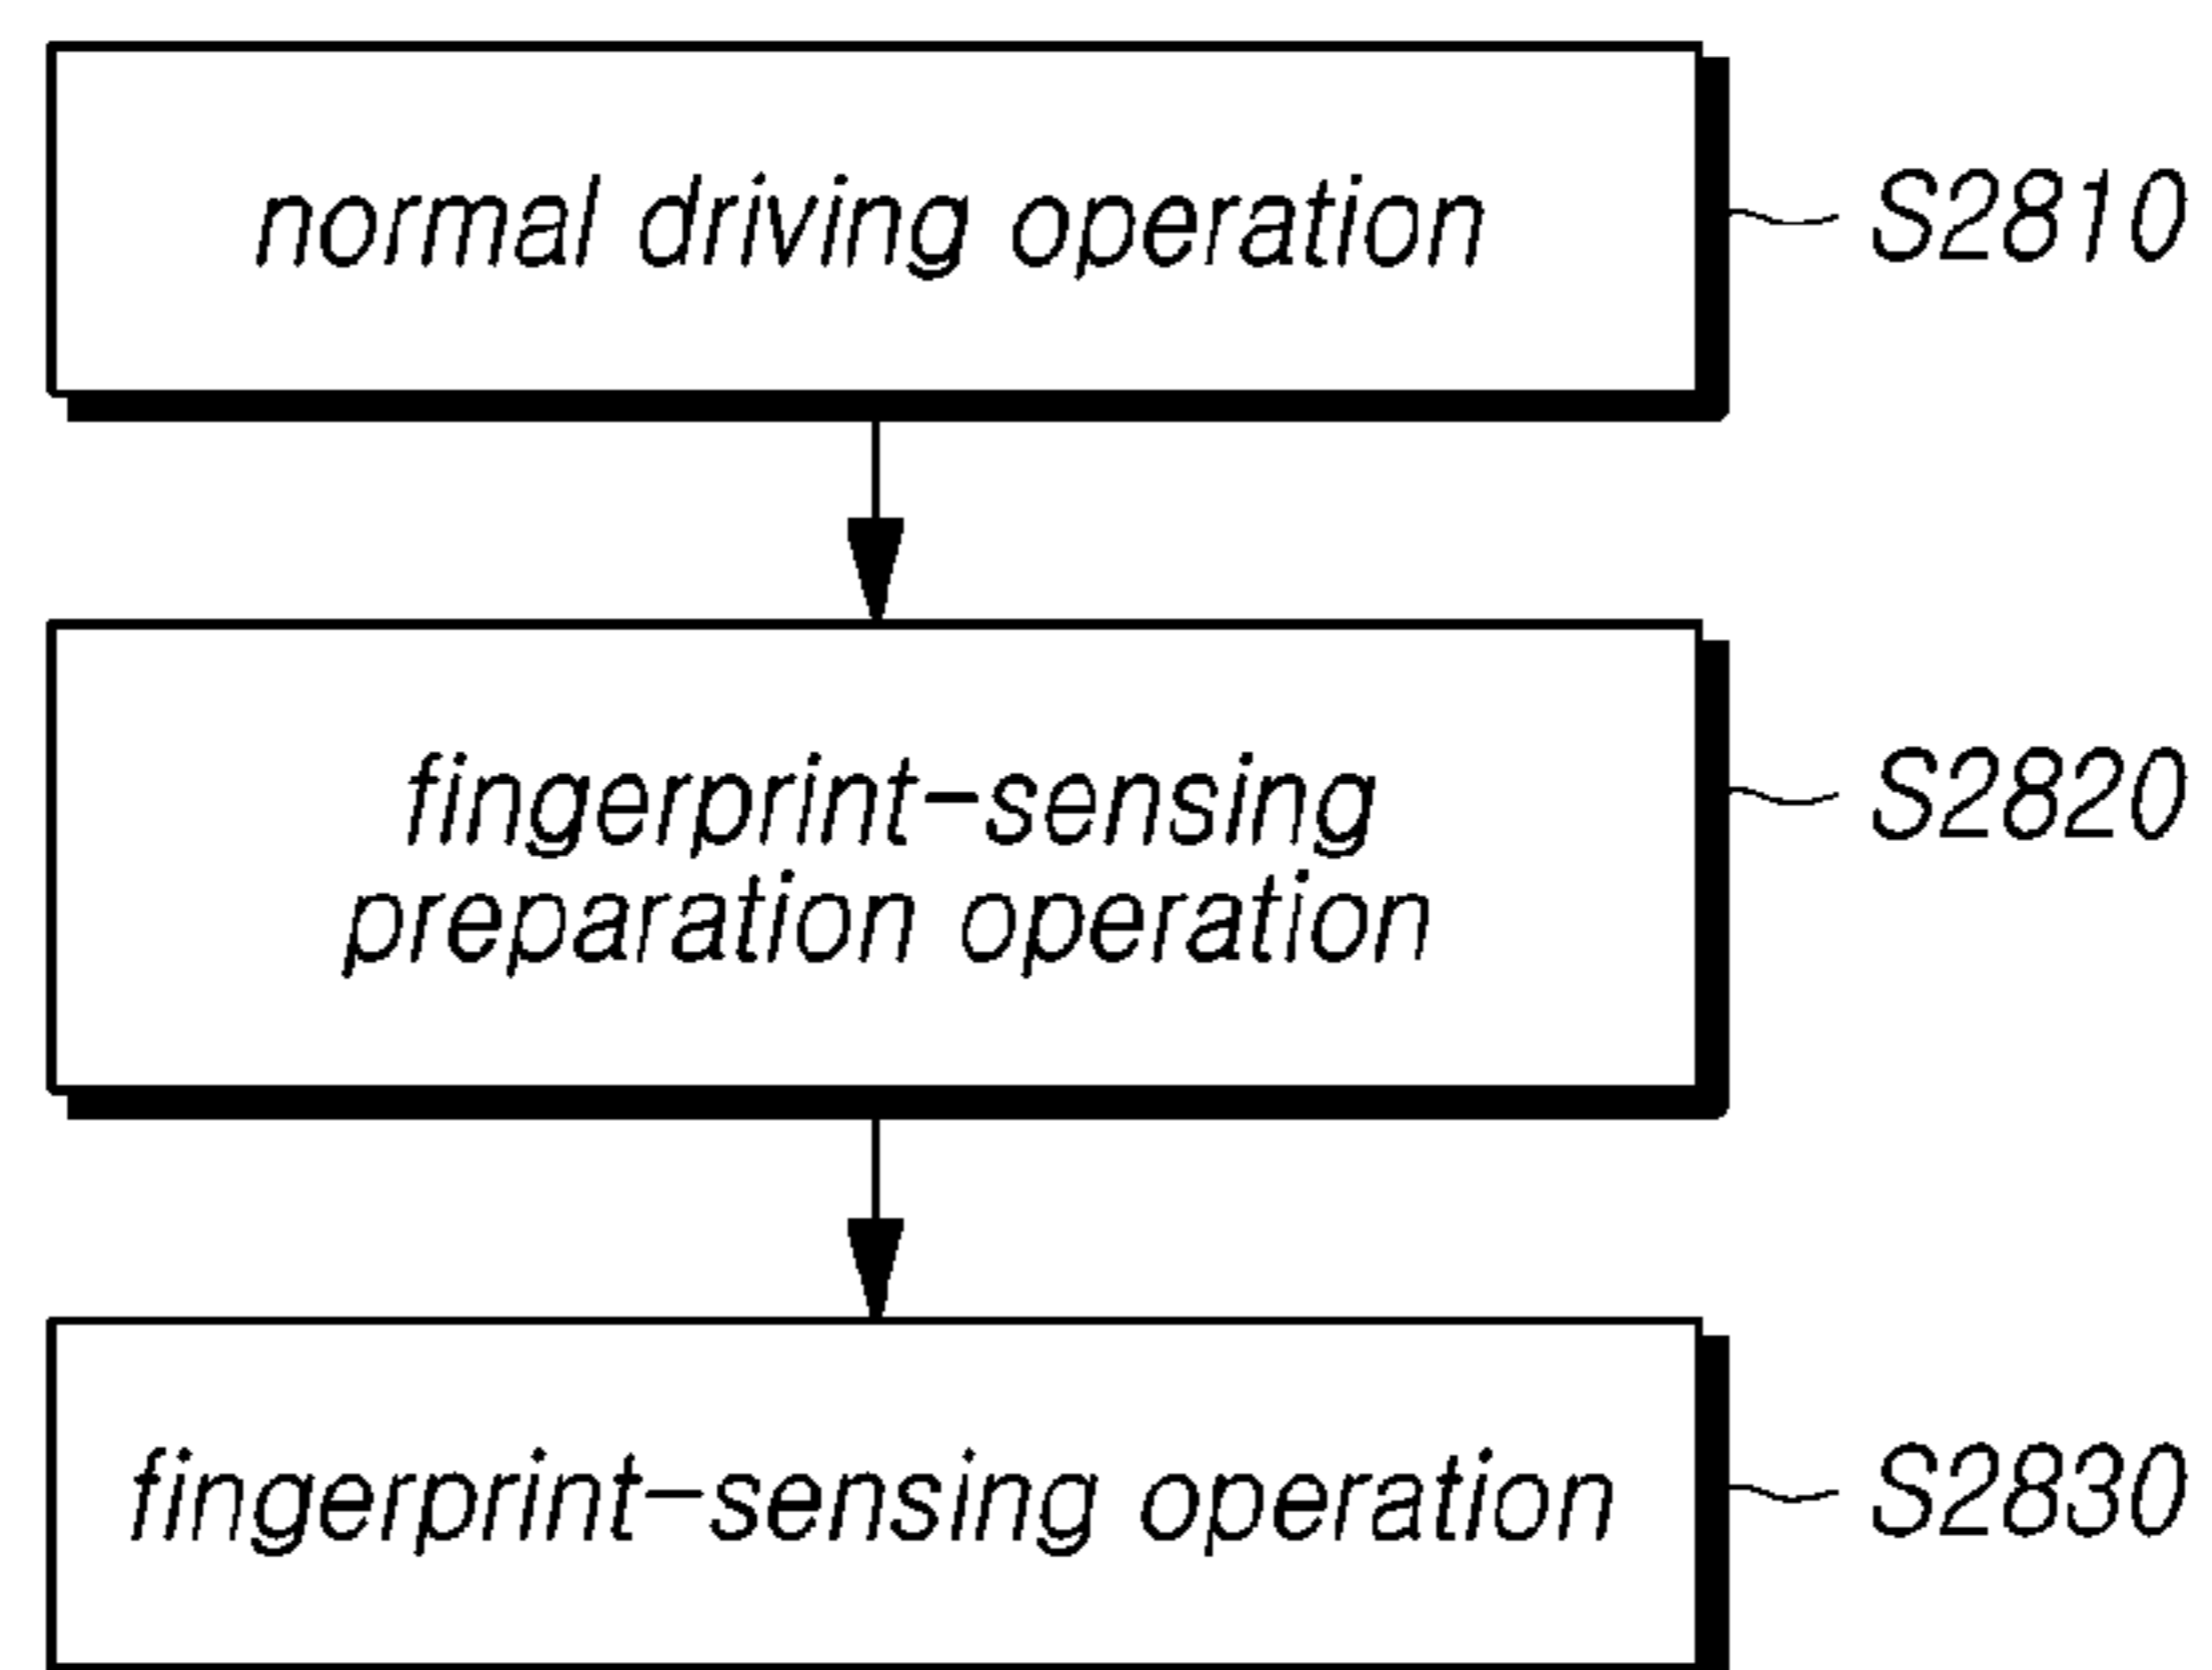 normal driving operation
S2810
fingerprint-sensing
preparation operation
S2820
fingerprint-sensing operation
S2830